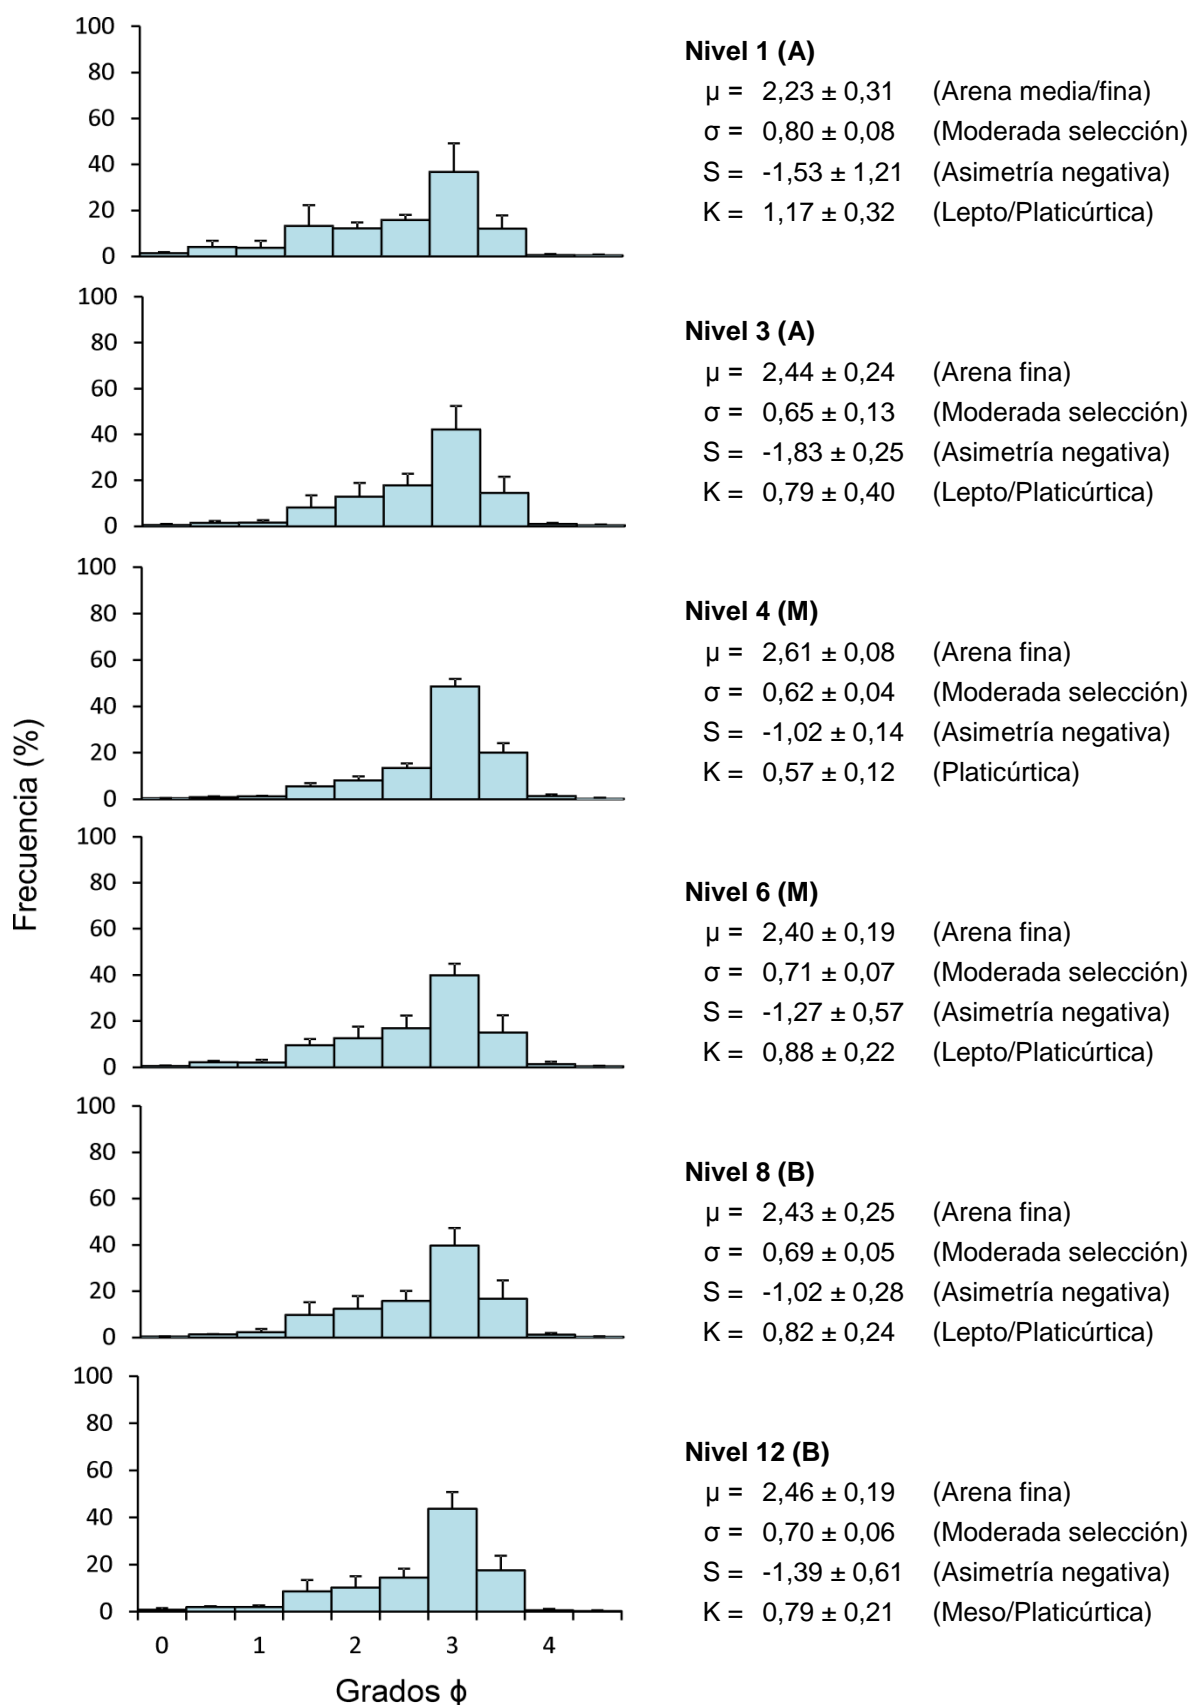 Frecuencia (%)
100
80
60
40
20
0
Nivel 1 (A)
μ = 2,23 ± 0,31 (Arena media/fina)
σ = 0,80 ± 0,08 (Moderada selección)
S = -1,53 ± 1,21 (Asimetría negativa)
K = 1,17 ± 0,32 (Lepto/Platicúrtica)
100
80
60
40
20
0
Nivel 3 (A)
μ = 2,44 ± 0,24 (Arena fina)
σ = 0,65 ± 0,13 (Moderada selección)
S = -1,83 ± 0,25 (Asimetría negativa)
K = 0,79 ± 0,40 (Lepto/Platicúrtica)
100
80
60
40
20
0
Nivel 4 (M)
μ = 2,61 ± 0,08 (Arena fina)
σ = 0,62 ± 0,04 (Moderada selección)
S = -1,02 ± 0,14 (Asimetría negativa)
K = 0,57 ± 0,12 (Platicúrtica)
100
80
60
40
20
0
Nivel 6 (M)
μ = 2,40 ± 0,19 (Arena fina)
σ = 0,71 ± 0,07 (Moderada selección)
S = -1,27 ± 0,57 (Asimetría negativa)
K = 0,88 ± 0,22 (Lepto/Platicúrtica)
100
80
60
40
20
0
Nivel 8 (B)
μ = 2,43 ± 0,25 (Arena fina)
σ = 0,69 ± 0,05 (Moderada selección)
S = -1,02 ± 0,28 (Asimetría negativa)
K = 0,82 ± 0,24 (Lepto/Platicúrtica)
100
80
60
40
20
0
Nivel 12 (B)
μ = 2,46 ± 0,19 (Arena fina)
σ = 0,70 ± 0,06 (Moderada selección)
S = -1,39 ± 0,61 (Asimetría negativa)
K = 0,79 ± 0,21 (Meso/Platicúrtica)
0 1 2 3 4
Grados ϕ